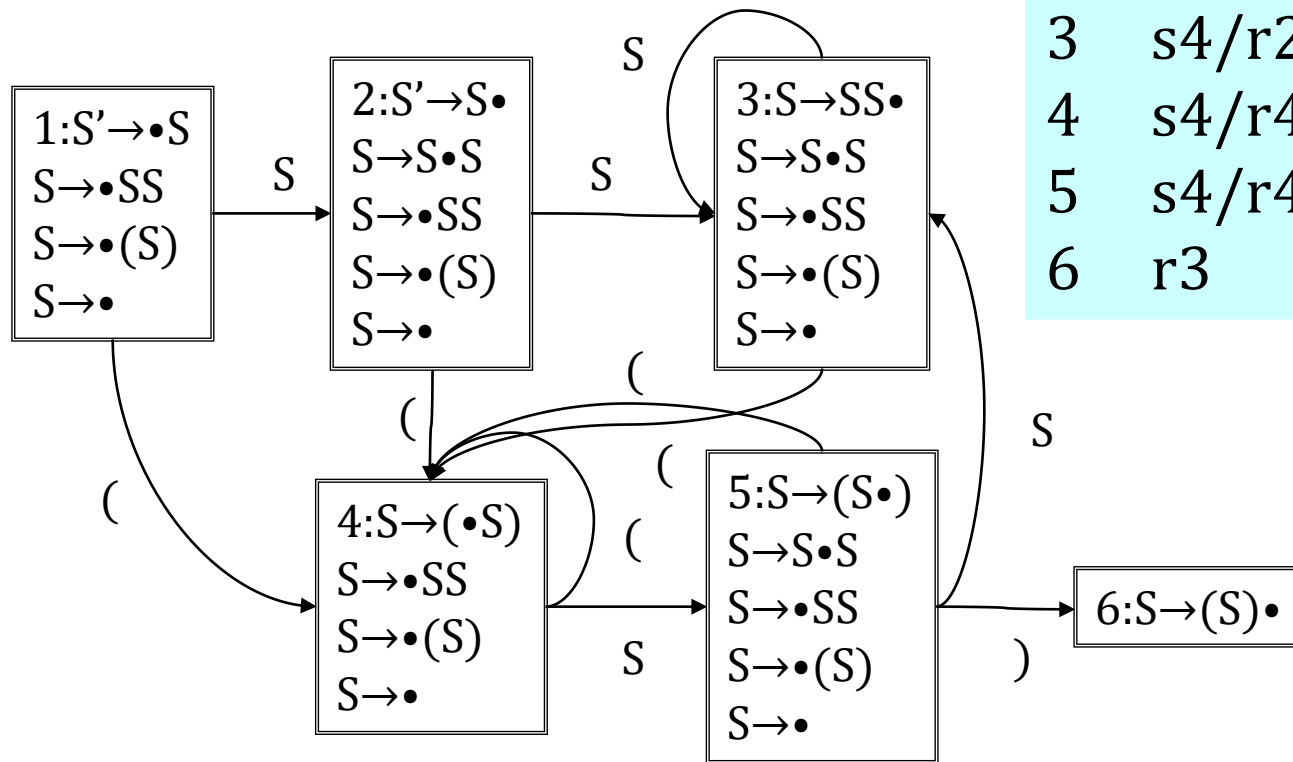 1:S’→•S
S→•SS
S→•(S)
S→•
S
2:S’→S•
S→S•S
S→•SS
S→•(S)
S→•
S
S
3:S→SS•
S→S•S
S→•SS
S→•(S)
S→•
3 s4/r2
4 s4/r4
5 s4/r4
6 r3
(
(
(
(
(
S
4:S→(•S)
S→•SS
S→•(S)
S→•
S
5:S→(S•)
S→S•S
S→•SS
S→•(S)
S→•
)
6:S→(S)•